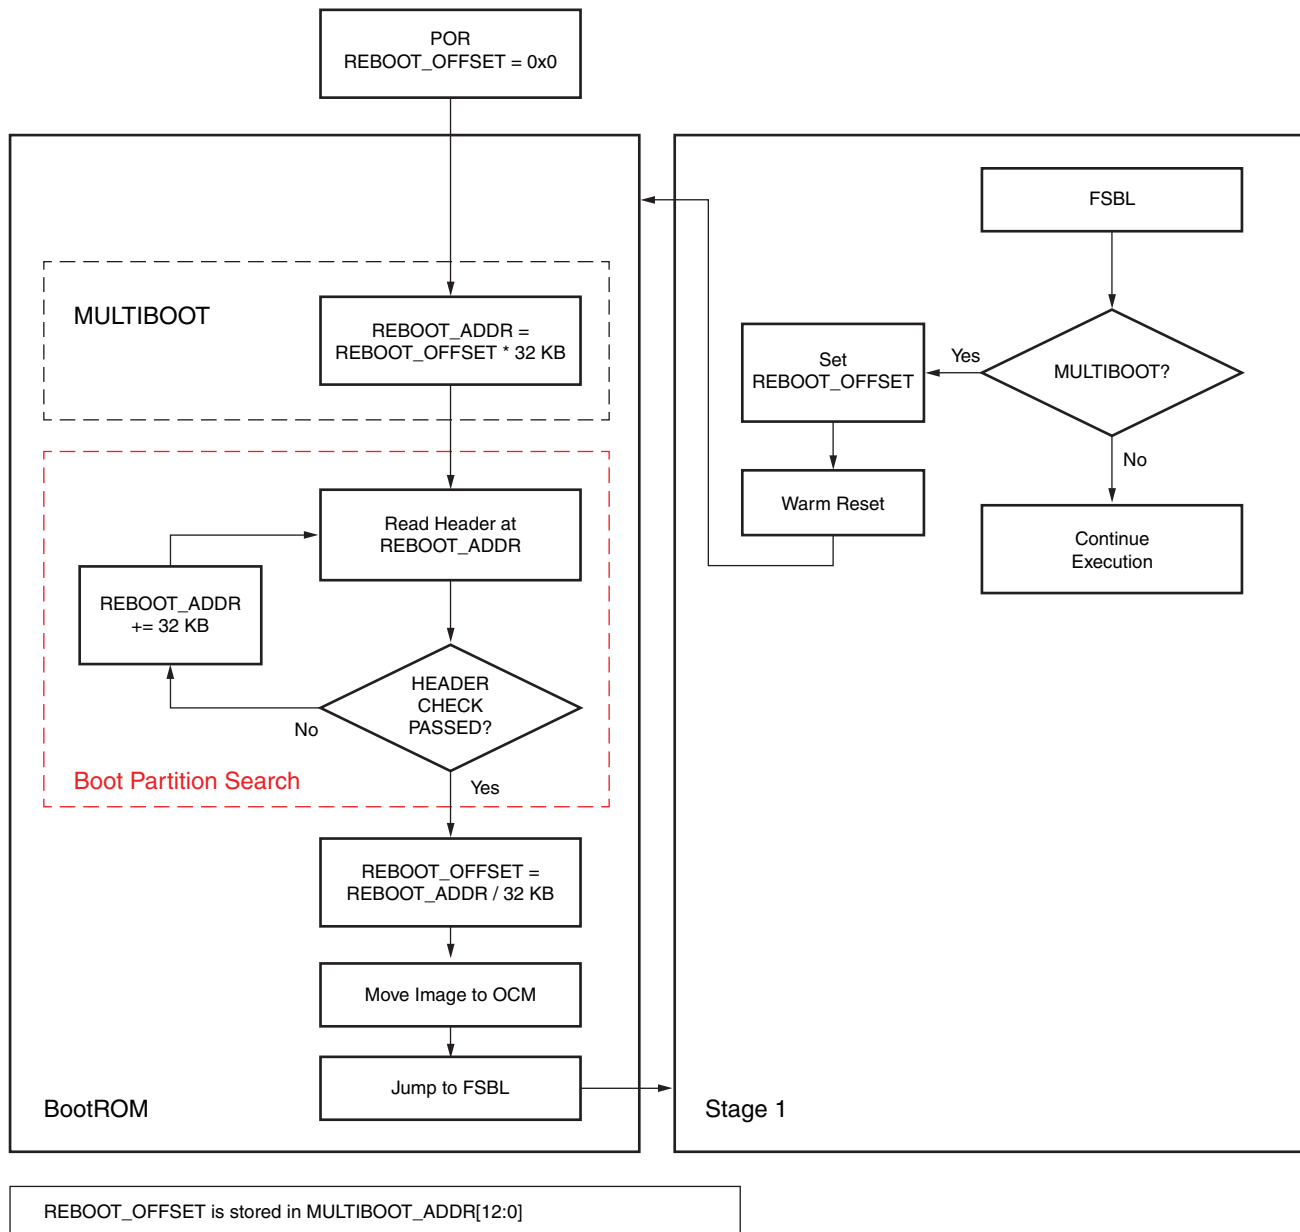 POR
REBOOT_OFFSET = 0x0
MULTIBOOT
REBOOT_ADDR =
REBOOT_OFFSET * 32 KB
Read Header at
REBOOT_ADDR
REBOOT_ADDR
+= 32 KB
HEADER
CHECK
PASSED?
No
Yes
Boot Partition Search
REBOOT_OFFSET =
REBOOT_ADDR / 32 KB
Move Image to OCM
Jump to FSBL
BootROM
FSBL
MULTIBOOT?
Yes
No
Set
REBOOT_OFFSET
Warm Reset
Continue
Execution
Stage 1
REBOOT_OFFSET is stored in MULTIBOOT_ADDR[12:0]